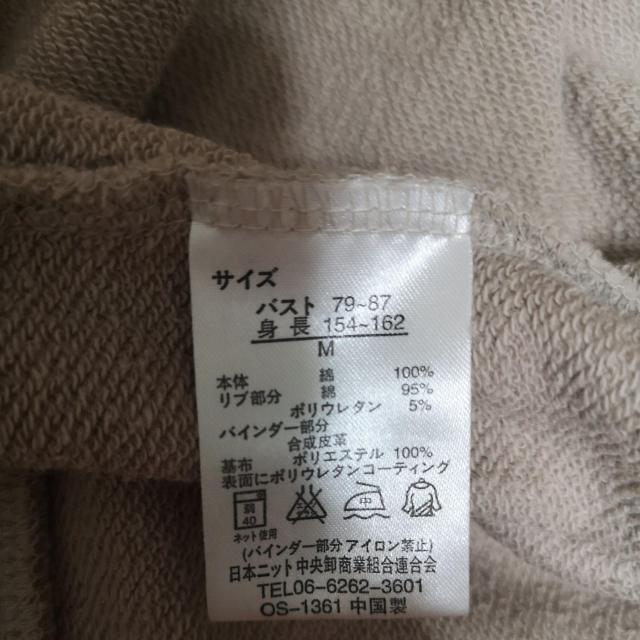 サイズ
バスト 79~87
身長 154~162
M
本体 綿 100%
リブ部分 綿 95%
ポリウレタン 5%
バインダー部分
合成皮革
基布 ポリエステル 100%
表面にポリウレタンコーティング
弱
40
中
ネット使用
(バインダー部分アイロン禁止)
日本ニット中央卸商業組合連合会
TEL06-6262-3601
OS-1361 中国製